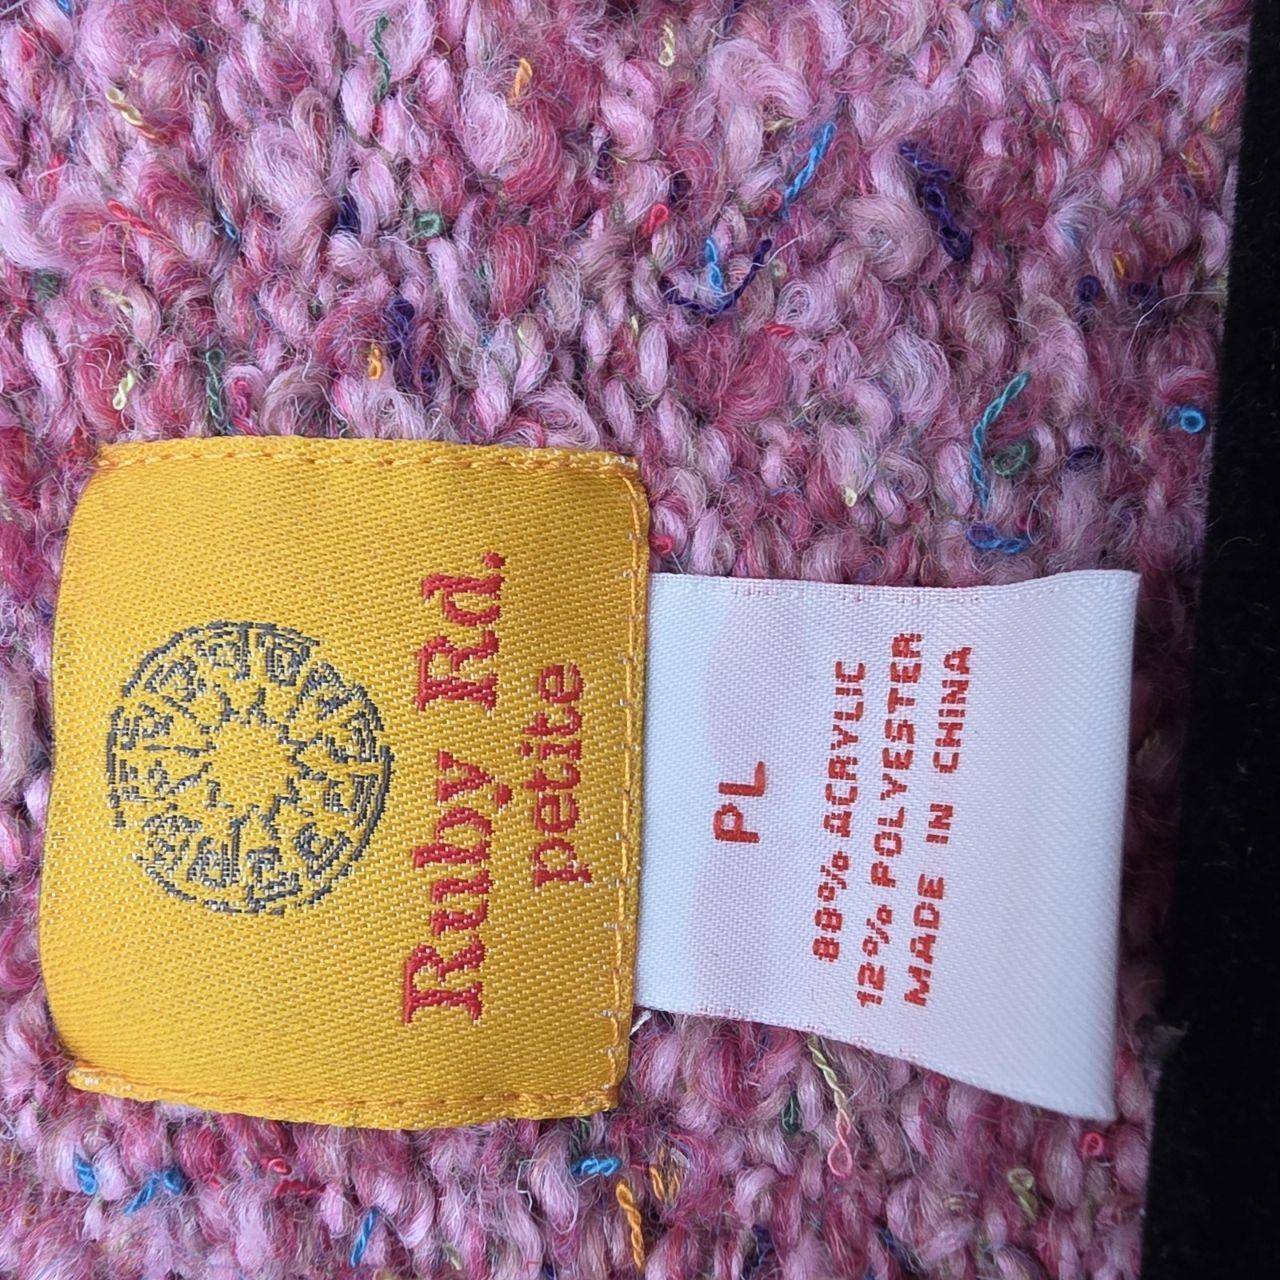 Ruby Rd.
petite
PL
88% ACRYLIC
12% POLYESTER
MADE IN CHINA